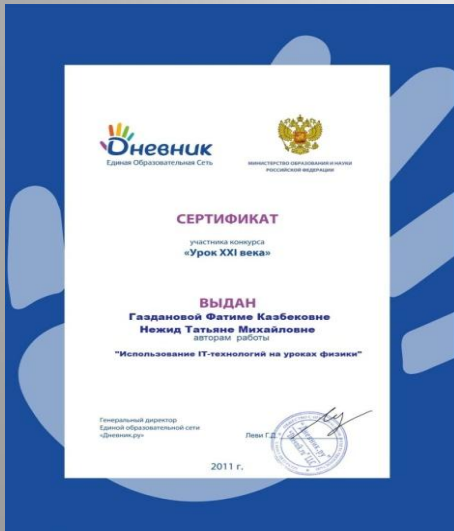 Дневник
Единая Образовательная Сеть
МИНИСТЕРСТВО ОБРАЗОВАНИЯ И НАУКИ
РОССИЙСКОЙ ФЕДЕРАЦИИ
СЕРТИФИКАТ
участника конкурса
«Урок XXI века»
ВЫДАН
Газдановой Фатиме Казбековне
Нежид Татьяне Михайловне
авторам работы
"Использование IT-технологий на уроках физики"
Генеральный директор
Единой образовательной сети
«Дневник.ру»
Леви Г.Д.
2011 г.